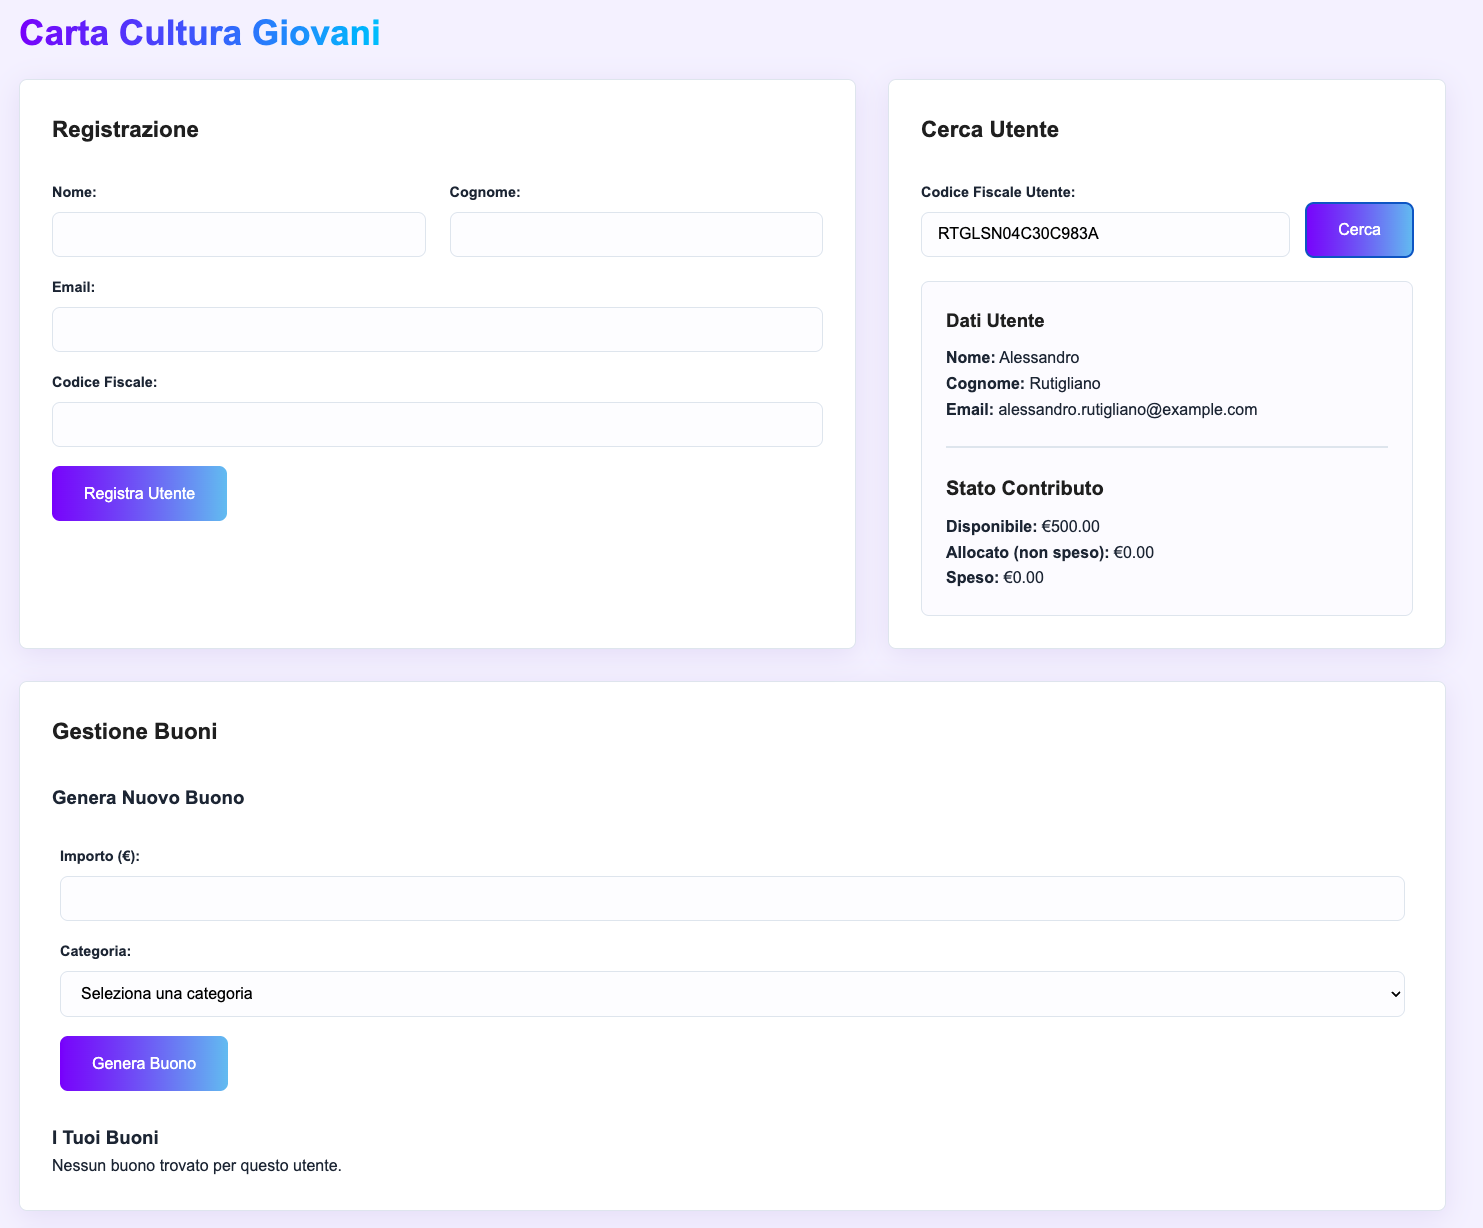 Carta Cultura Giovani
Registrazione
Nome:
Cognome:
Email:
Codice Fiscale:
Registra Utente
Cerca Utente
Codice Fiscale Utente:
RTGLSN04C30C983A
Cerca
Dati Utente
Nome: Alessandro
Cognome: Rutigliano
Email: alessandro.rutigliano@example.com
Stato Contributo
Disponibile: €500.00
Allocato (non speso): €0.00
Speso: €0.00
Gestione Buoni
Genera Nuovo Buono
Importo (€):
Categoria:
Seleziona una categoria
Genera Buono
I Tuoi Buoni
Nessun buono trovato per questo utente.